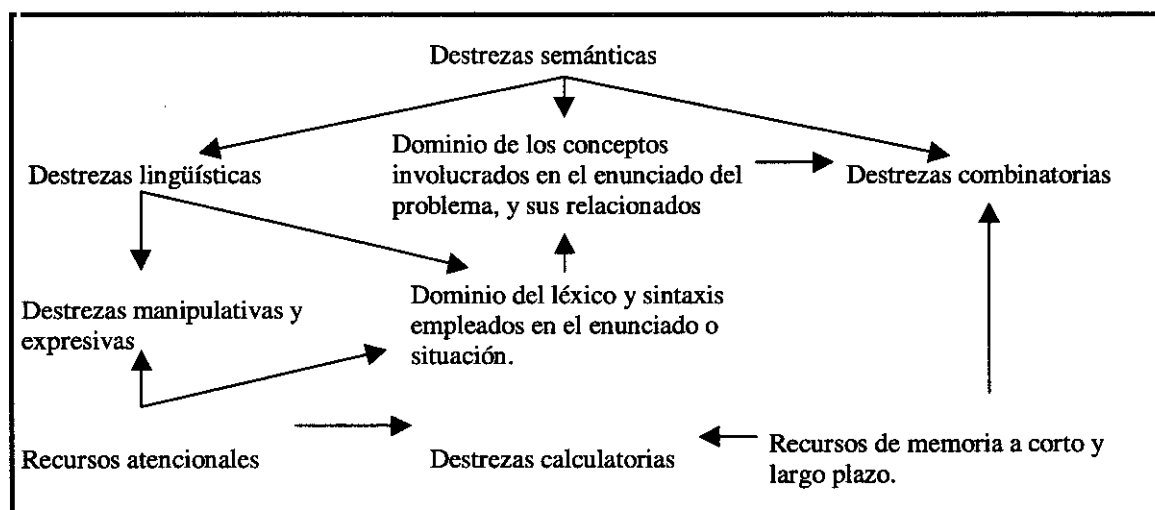 Destrezas semánticas
Dominio de los conceptos
involucrados en el enunciado del
problema, y sus relacionados
Destrezas lingüísticas
Destrezas combinatorias
Destrezas manipulativas y
expresivas
Dominio del léxico y sintaxis
empleados en el enunciado o
situación.
Recursos atencionales
Destrezas calculatorias
Recursos de memoria a corto y
largo plazo.